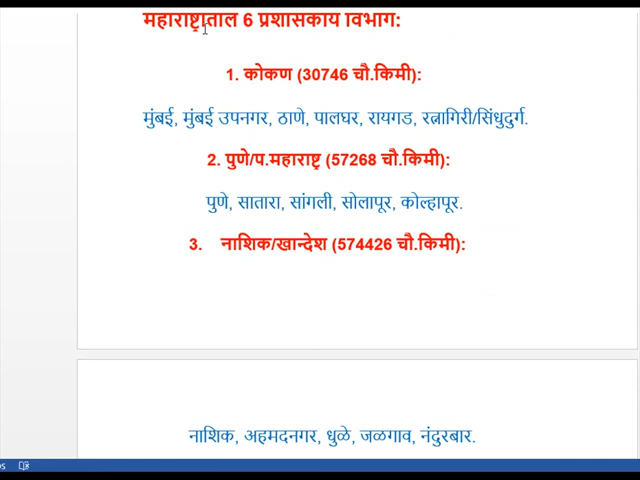 महाराष्ट्रातील 6 प्रशासकीय विभाग:
1. कोकण (30746 चौ.किमी):
मुंबई, मुंबई उपनगर, ठाणे, पालघर, रायगड, रत्नागिरी/सिंधुदुर्ग.
2. पुणे/प.महाराष्ट्र (57268 चौ.किमी):
पुणे, सातारा, सांगली, सोलापूर, कोल्हापूर.
3. नाशिक/खान्देश (574426 चौ.किमी):
नाशिक, अहमदनगर, धुळे, जळगाव, नंदुरबार.